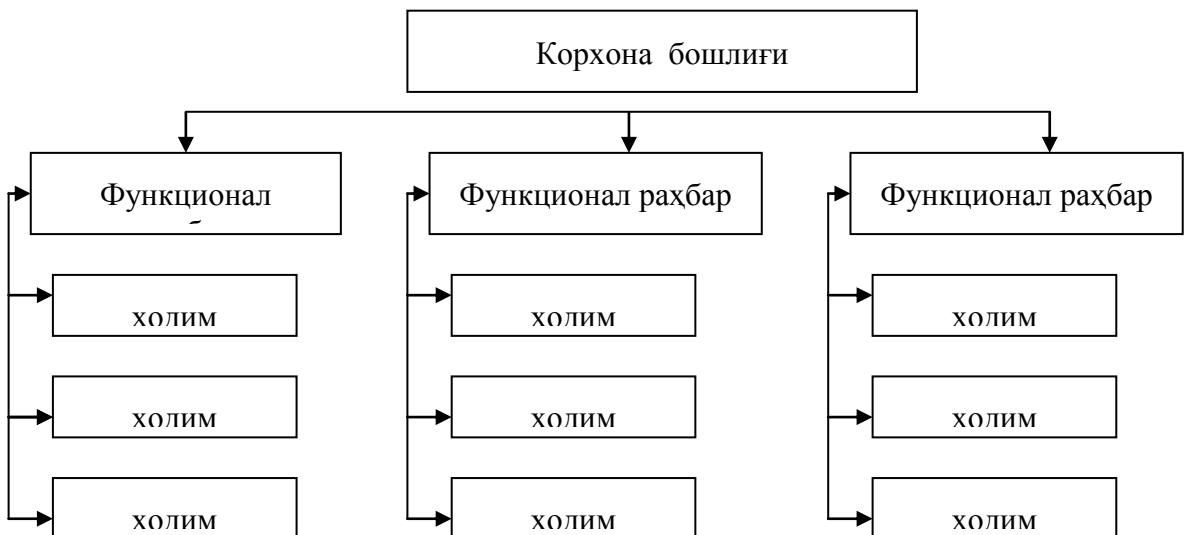 Корхона бошлиғи
Функционал
Функционал раҳбар
Функционал раҳбар
ходим
ходим
ходим
ходим
ходим
ходим
ходим
ходим
ходим